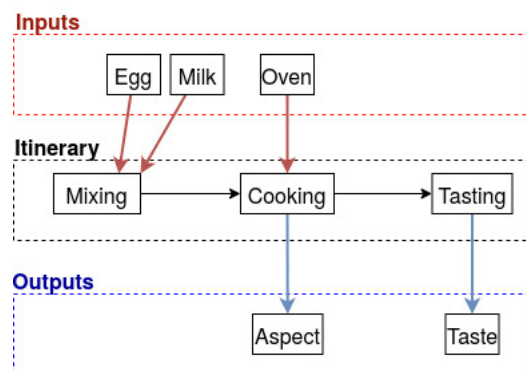 Inputs
Egg
Milk
Oven
Itinerary
Mixing
Cooking
Tasting
Outputs
Aspect
Taste